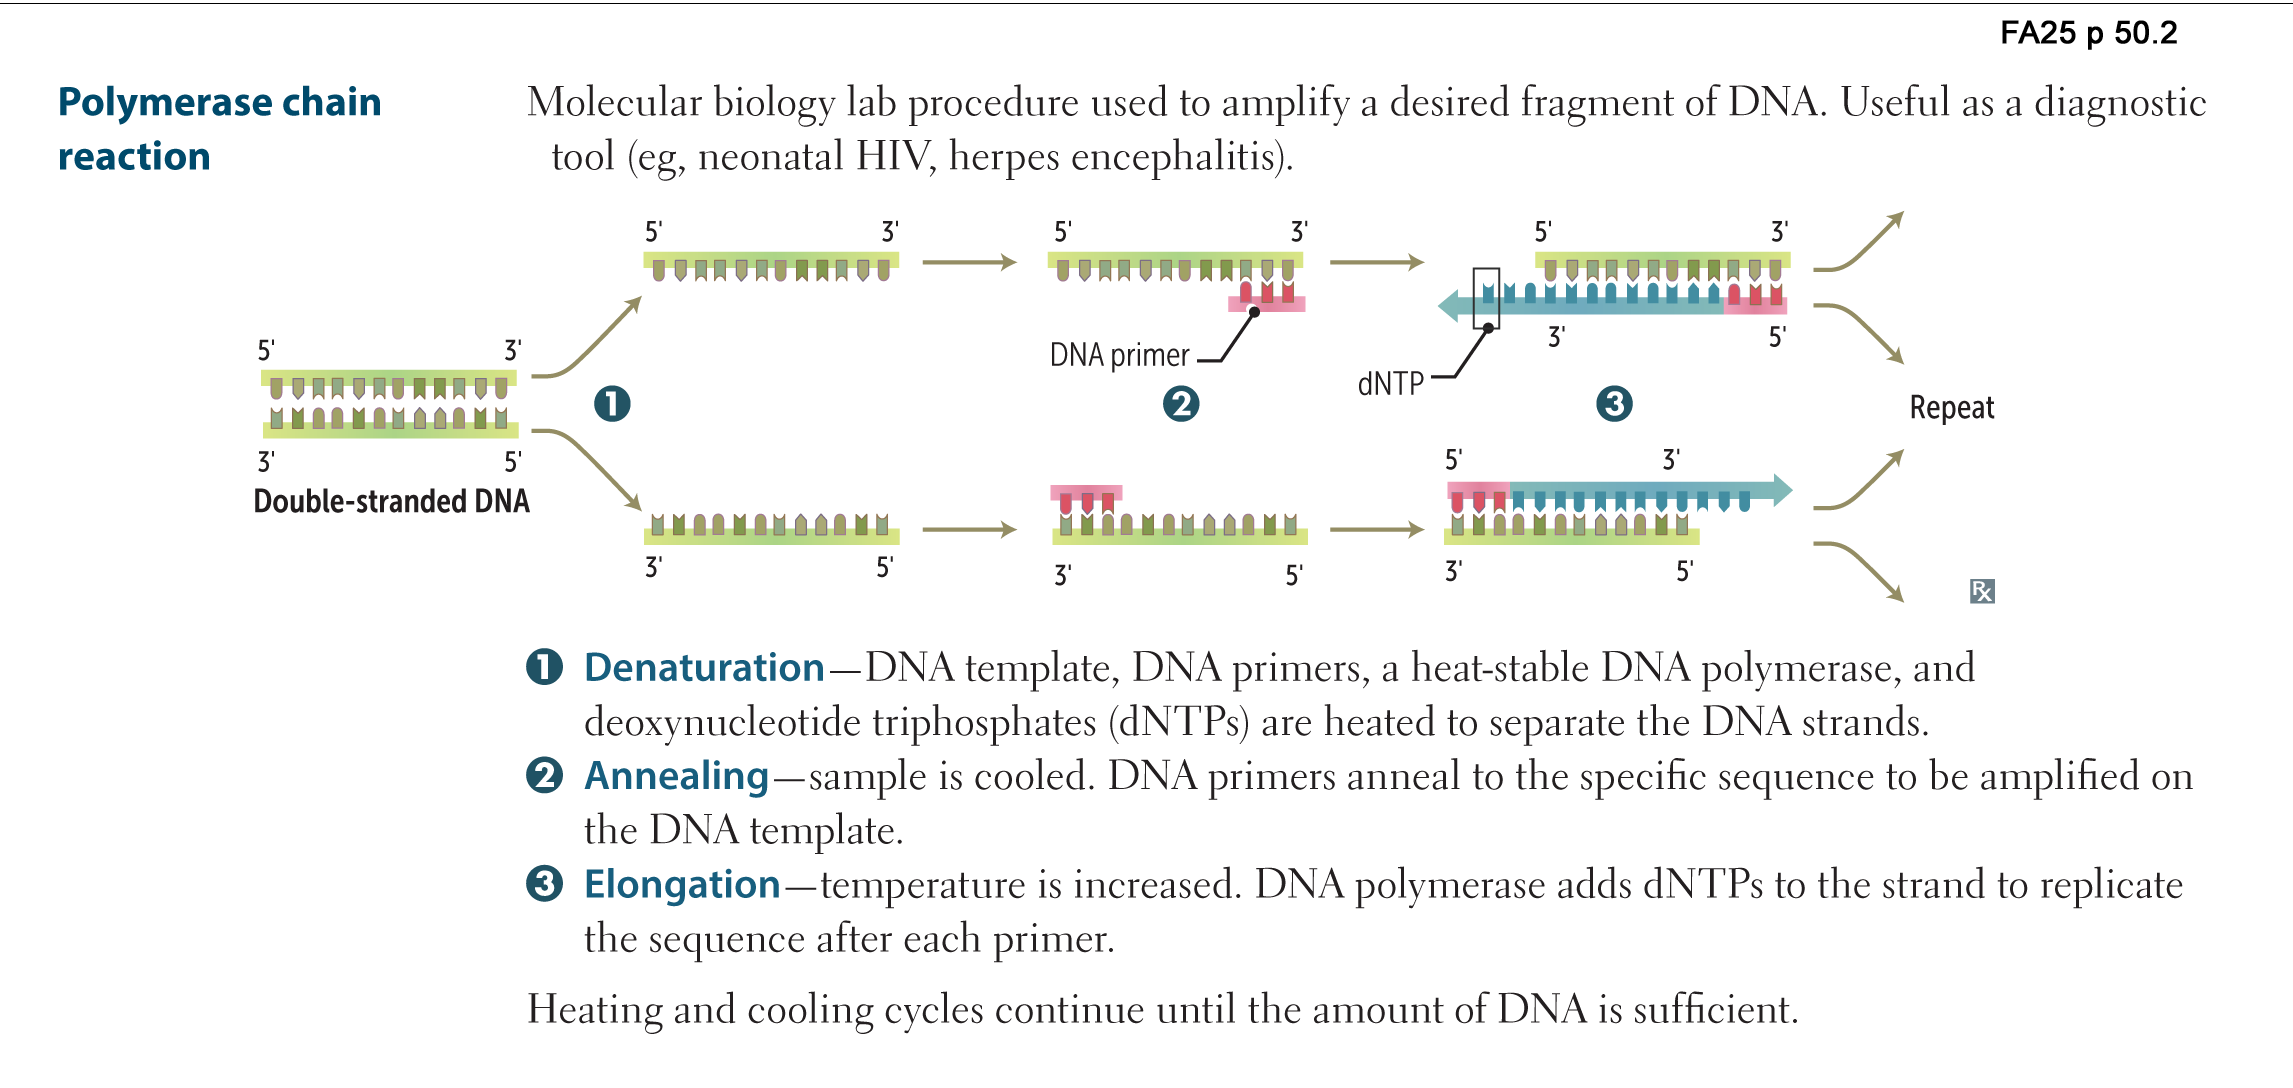 FA25 p 50.2
Polymerase chain
reaction
Molecular biology lab procedure used to amplify a desired fragment of DNA. Useful as a diagnostic
tool (eg, neonatal HIV, herpes encephalitis).
5' 3' 5' 3' 5' 3'
DNA primer
3' 5'
dNTP
5' 3'
1 2 3
Repeat
3' 5'
Double-stranded DNA
5' 3'
3' 5' 3' 5' 3' 5'
Rx
1 Denaturation—DNA template, DNA primers, a heat-stable DNA polymerase, and
deoxynucleotide triphosphates (dNTPs) are heated to separate the DNA strands.
2 Annealing—sample is cooled. DNA primers anneal to the specific sequence to be amplified on
the DNA template.
3 Elongation—temperature is increased. DNA polymerase adds dNTPs to the strand to replicate
the sequence after each primer.
Heating and cooling cycles continue until the amount of DNA is sufficient.